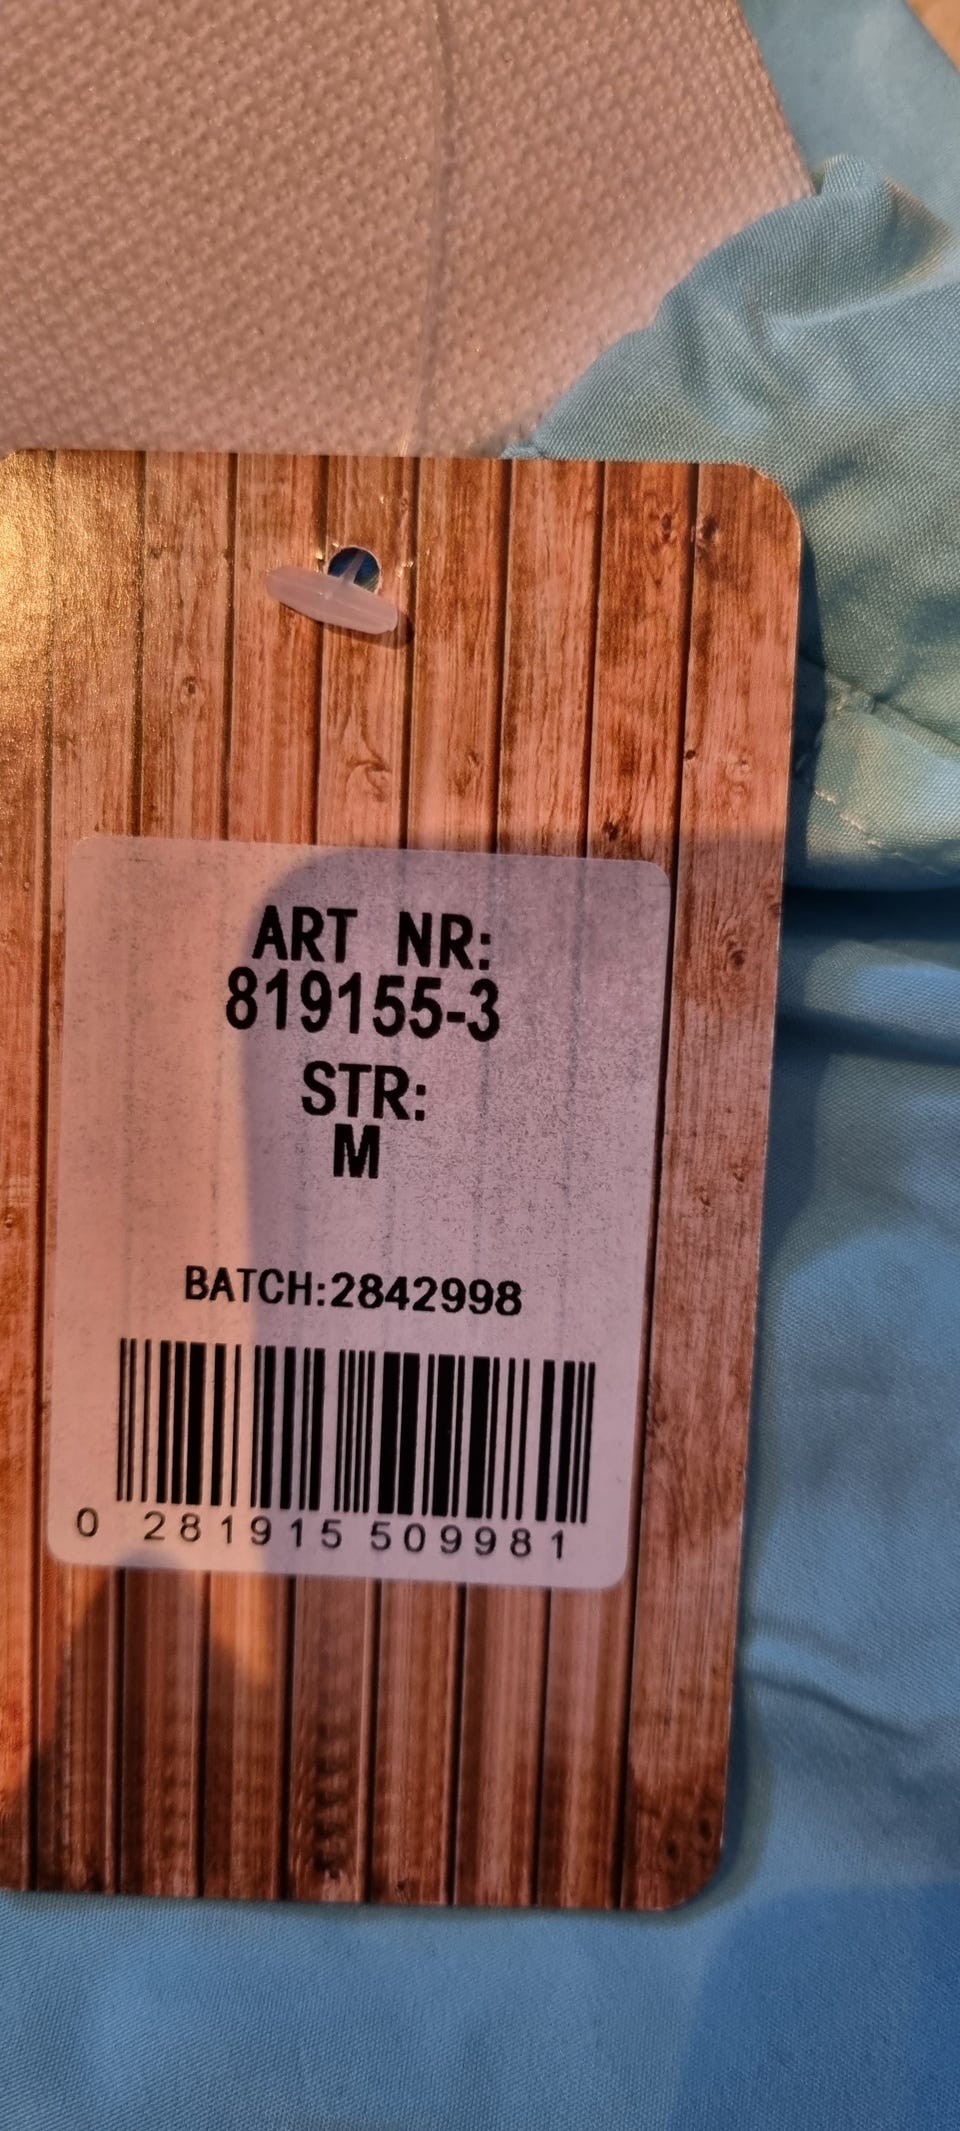 ART NR:
819155-3
STR:
M
BATCH:2842998
0 281915 509981